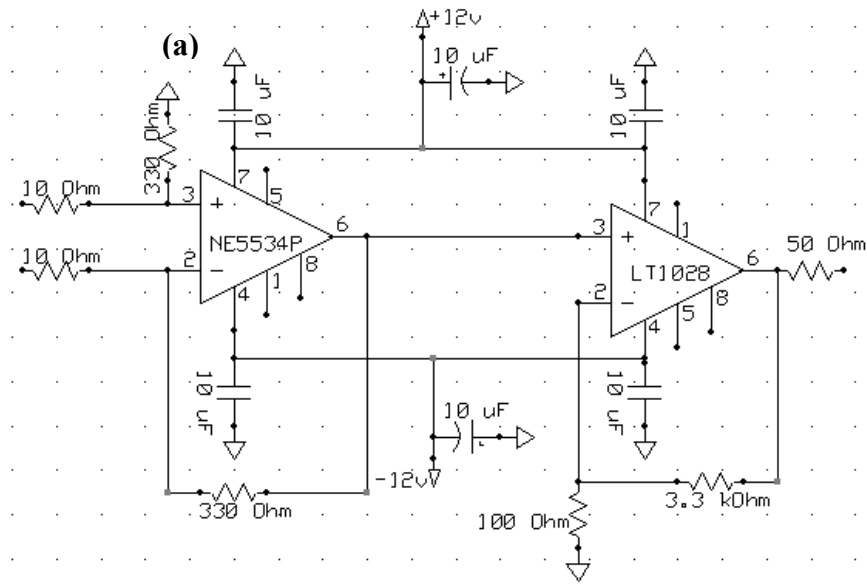 +12v
(a)
10 uF
+
10 uF
10 uF
330 Ohm
7
5
7
1
10 Ohm
3
+
6
3
+
50 Ohm
NE5534P
6
10 Ohm
2
-
8
LT1028
1
4
2
-
8
5
4
10 uF
10 uF
10 uF
-
-12v
330 Ohm
3.3 kOhm
100 Ohm